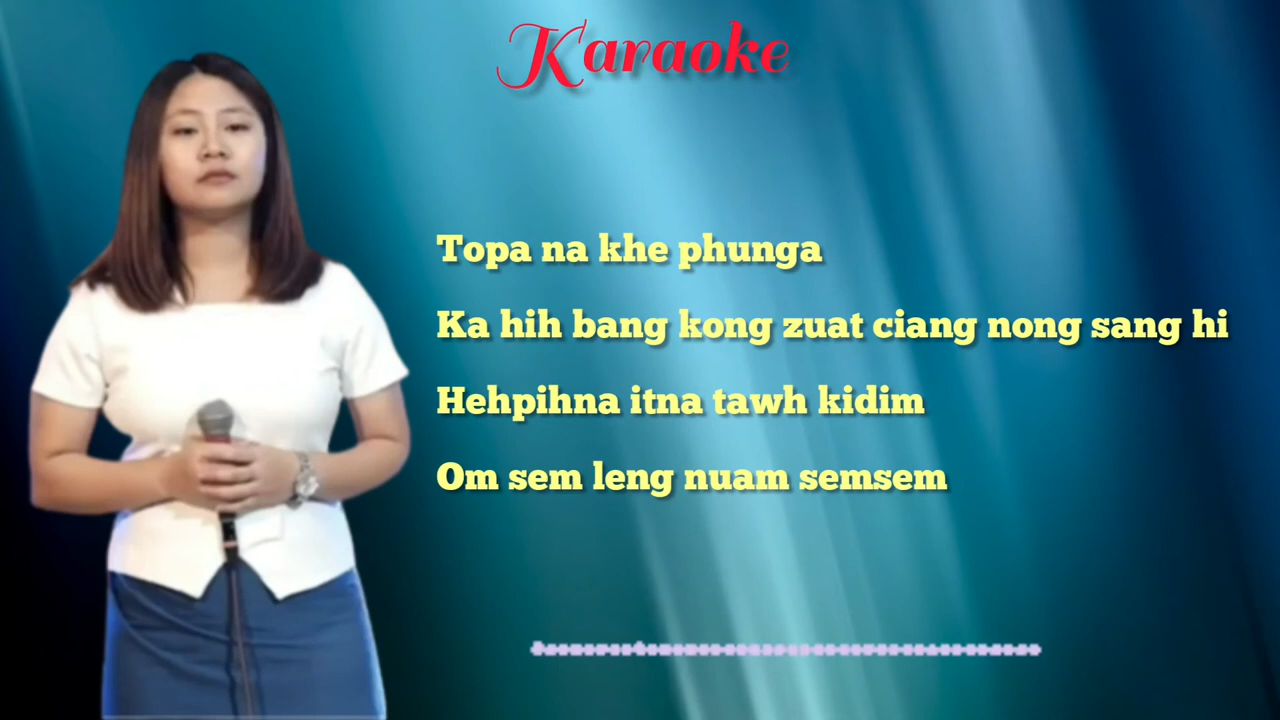 Karaoke
Topa na khe phunga
Ka hih bang kong zuat ciang nong sang hi
Hehpihna itna tawh kidim
Om sem leng nuam semsem